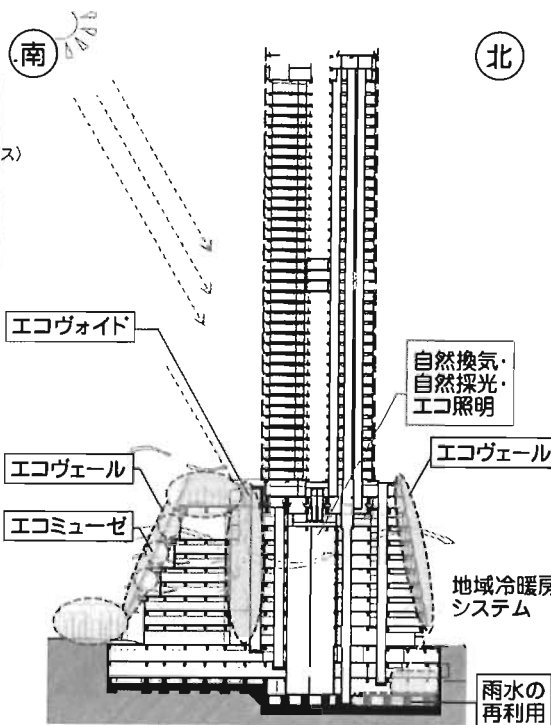 南
北
ス)
エコヴォイド
自然換気・
自然採光・
エコ照明
エコヴェール
エコヴェール
エコミューゼ
地域冷暖房
システム
雨水の
再利用